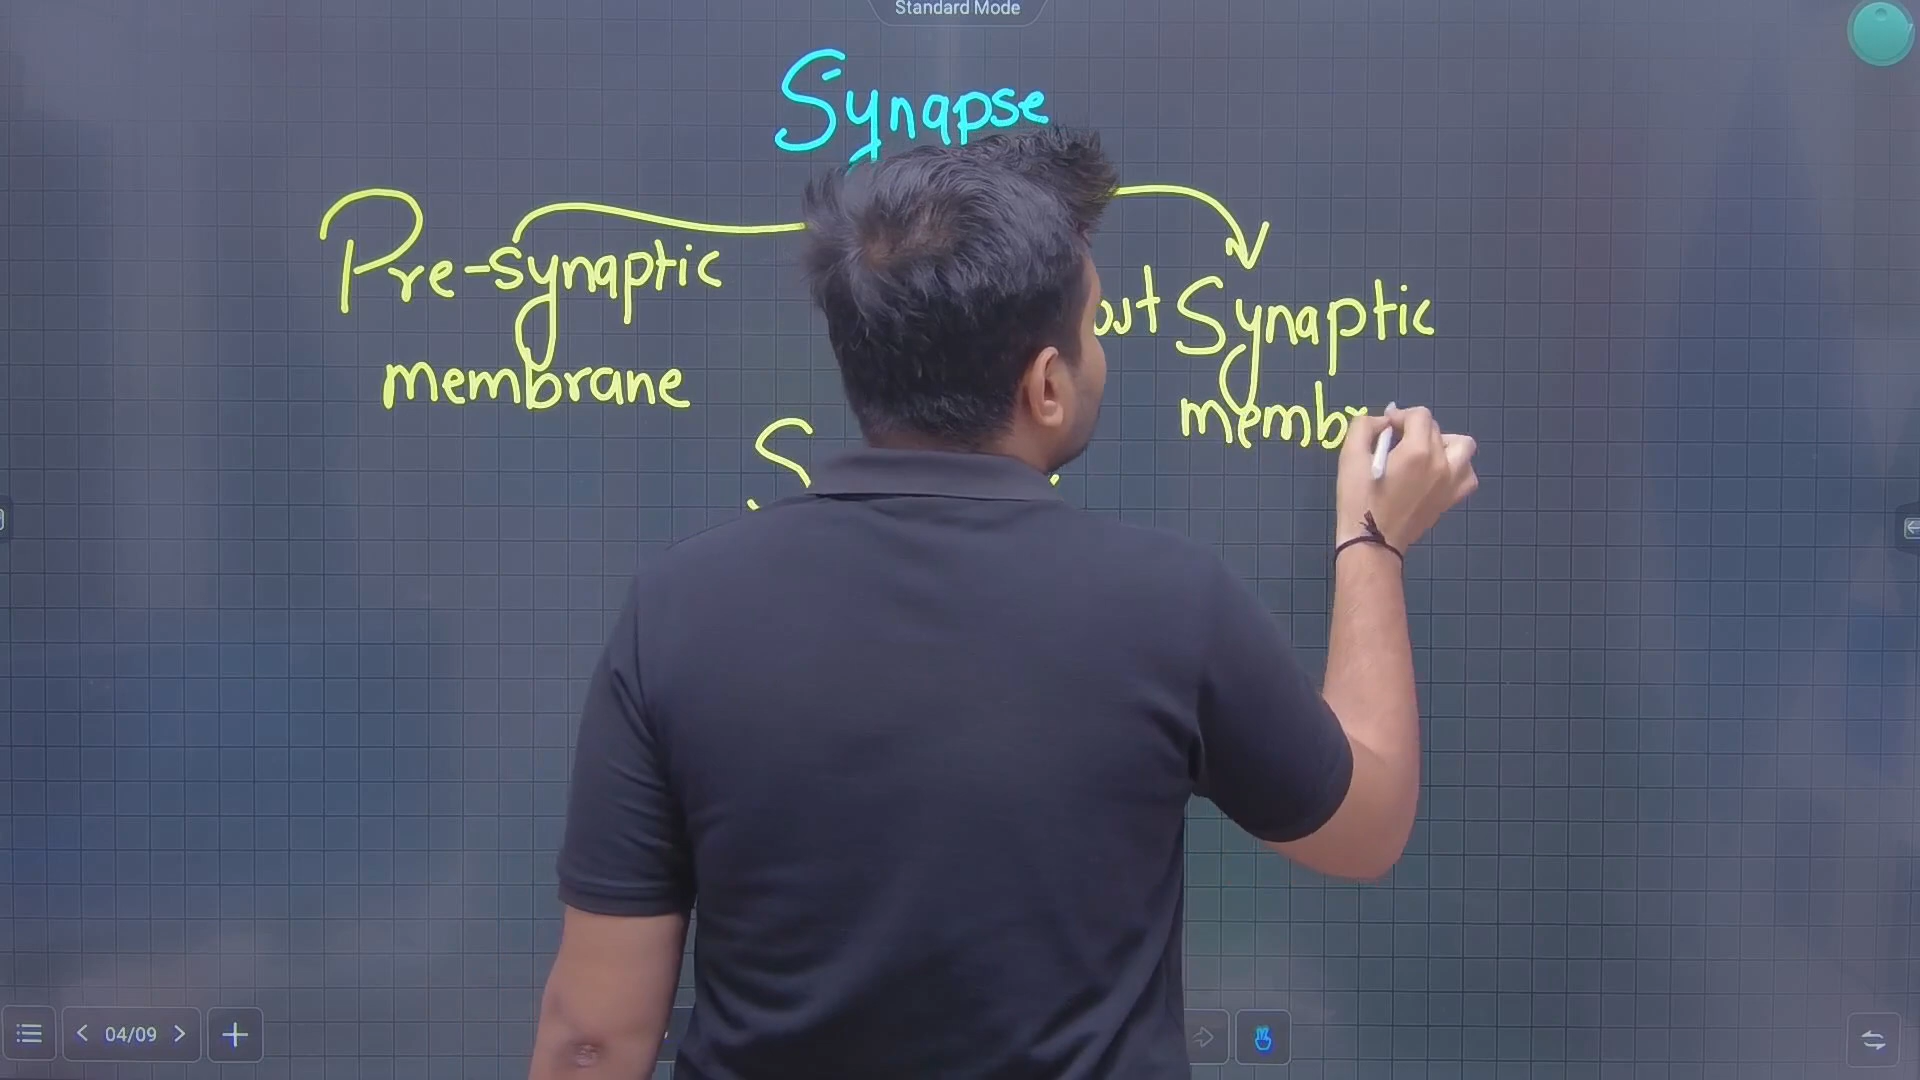 Standard Mode
Synapse
Pre-synaptic
membrane
Synaptic
04/09